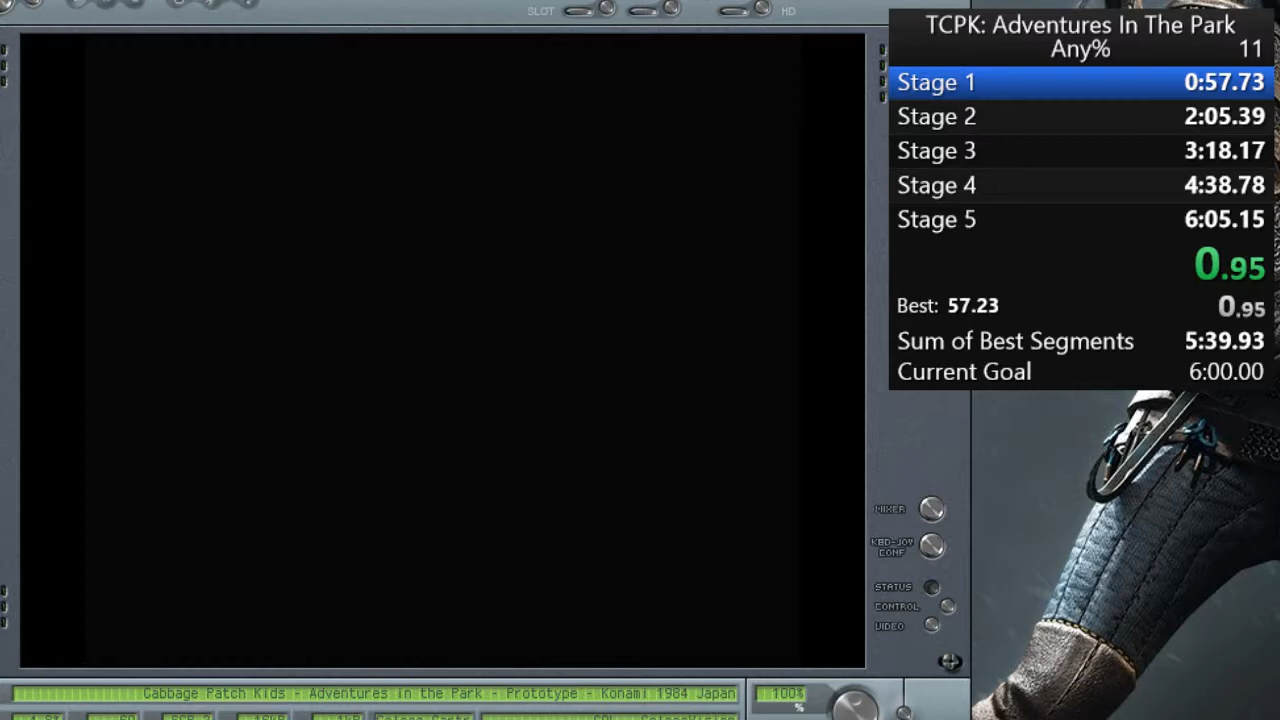 SLOT HD
TCPK: Adventures In The Park
Any% 11
Stage 1 0:57.73
Stage 2 2:05.39
Stage 3 3:18.17
Stage 4 4:38.78
Stage 5 6:05.15
0.95
Best: 57.23 0.95
Sum of Best Segments 5:39.93
Current Goal 6:00.00
MIXER
KBD-JOY
CONF
STATUS
CONTROL
VIDEO
Cabbage Patch Kids - Adventures in the Park - Prototype - Konami 1984 Japan 100%
%